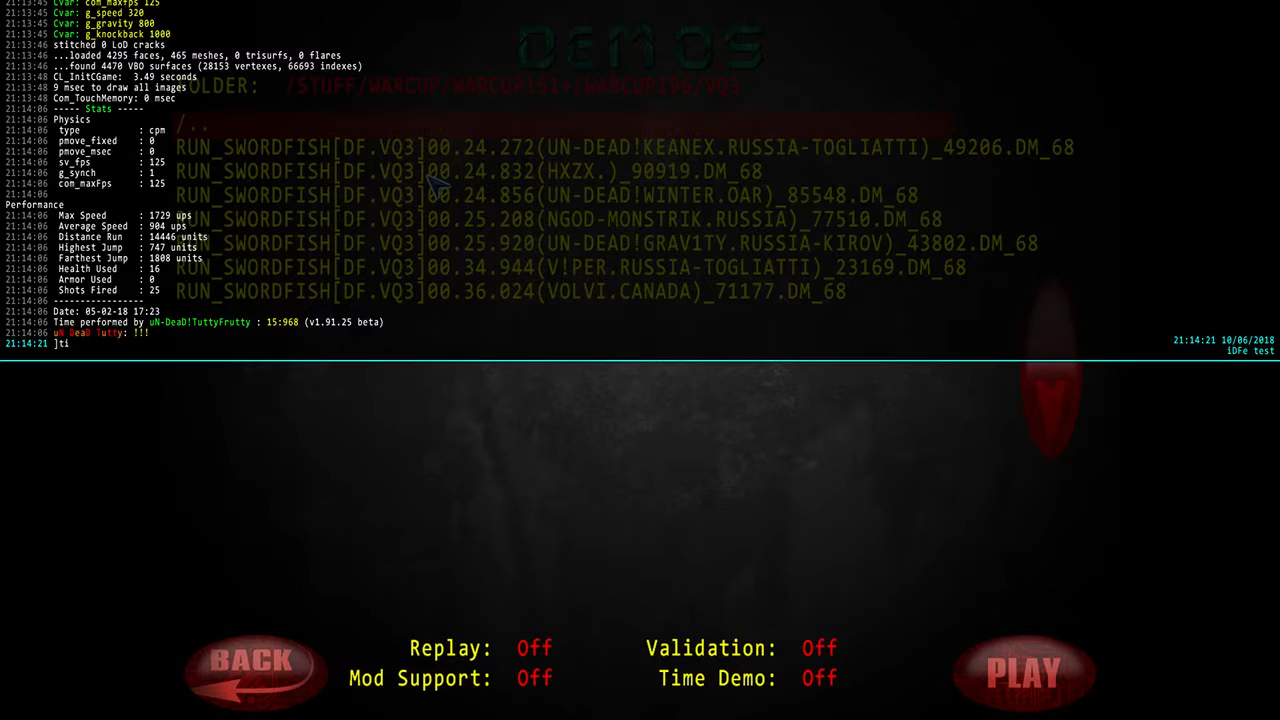 21:13:45 Cvar: com_maxfps 125
21:13:45 Cvar: g_speed 320
21:13:45 Cvar: g_gravity 800
21:13:45 Cvar: g_knockback 1000
21:13:46 stitched 0 LoD cracks
21:13:46 ...loaded 4295 faces, 465 meshes, 0 trisurfs, 0 flares
21:13:46 ...found 4470 VBO surfaces (28153 vertexes, 66693 indexes)
21:13:48 CL_InitCGame: 3.49 seconds
21:13:48 9 msec to draw all images
21:13:48 Com_TouchMemory: 0 msec
21:14:06 ----- Stats -----
21:14:06 Physics
21:14:06 type : cpm
21:14:06 pmove_fixed : 0
21:14:06 pmove_msec : 0
21:14:06 sv_fps : 125
21:14:06 g_synch : 1
21:14:06 com_maxFps : 125
21:14:06
Performance
21:14:06 Max Speed : 1729 ups
21:14:06 Average Speed : 904 ups
21:14:06 Distance Run : 14446 units
21:14:06 Highest Jump : 747 units
21:14:06 Farthest Jump : 1808 units
21:14:06 Health Used : 16
21:14:06 Armor Used : 0
21:14:06 Shots Fired : 25
21:14:06 -----------------
21:14:06 Date: 05-02-18 17:23
21:14:06 Time performed by uN-DeaD!TuttyFrutty : 15:968 (v1.91.25 beta)
21:14:06 uN DeaD Tutty: !!!
21:14:21 ]ti
21:14:21 10/06/2018
iDFe test
DEMOS
OLDER: /STUFF/WARCUP/WARCUP151+/WARCUP196/VQ3
/..
RUN_SWORDFISH[DF.VQ3]00.24.272(UN-DEAD!KEANEX.RUSSIA-TOGLIATTI)_49206.DM_68
RUN_SWORDFISH[DF.VQ3]00.24.832(HXZX.)_90919.DM_68
RUN_SWORDFISH[DF.VQ3]00.24.856(UN-DEAD!WINTER.OAR)_85548.DM_68
RUN_SWORDFISH[DF.VQ3]00.25.208(NGOD-MONSTRIK.RUSSIA)_77510.DM_68
RUN_SWORDFISH[DF.VQ3]00.25.920(UN-DEAD!GRAV1TY.RUSSIA-KIROV)_43802.DM_68
RUN_SWORDFISH[DF.VQ3]00.34.944(V!PER.RUSSIA-TOGLIATTI)_23169.DM_68
RUN_SWORDFISH[DF.VQ3]00.36.024(VOLVI.CANADA)_71177.DM_68
Replay: Off Validation: Off
Mod Support: Off Time Demo: Off
BACK
PLAY